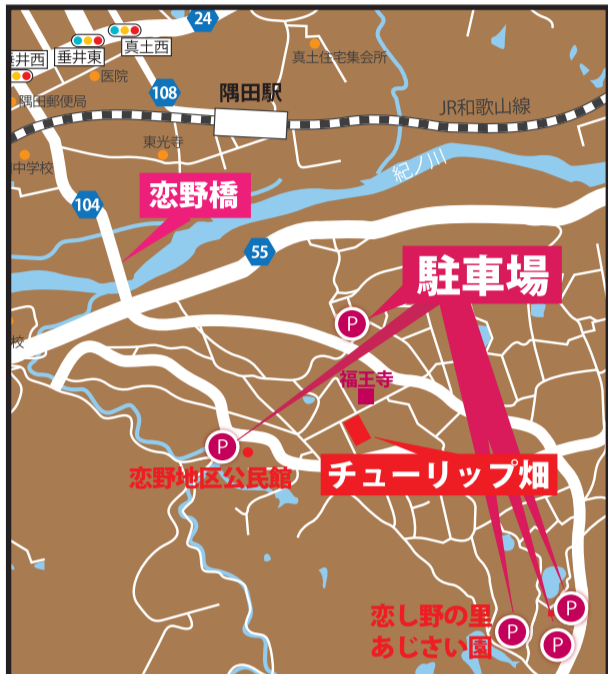 24
真土西
垂井東
垂井西
医院
真土住宅集会所
108
隅田駅
隅田郵便局
JR和歌山線
東光寺
中学校
紀ノ川
恋野橋
104
55
駐車場
P
校
福王寺
P
恋野地区公民館
チューリップ畑
恋し野の里
あじさい園
P
P
P